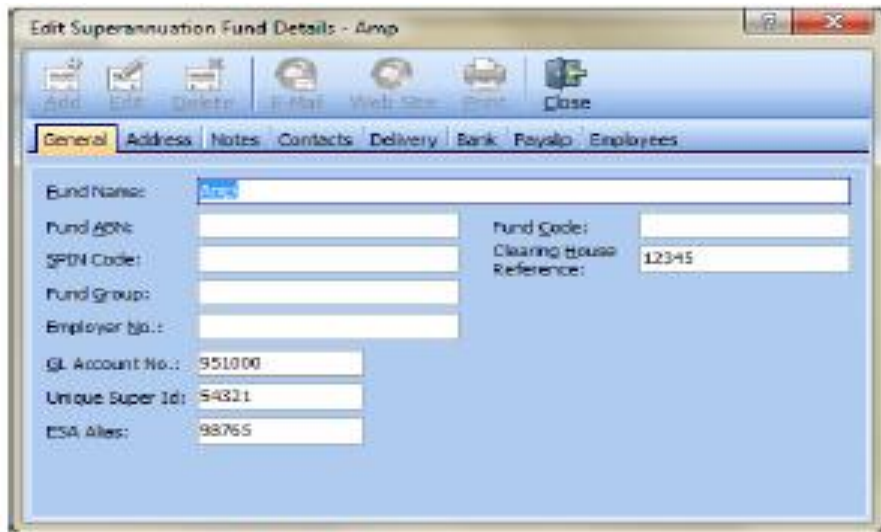 Edit Superannuation Fund Details - Amp
Add Edit Delete E-Mail Web Site Print Close
General Address Notes Contacts Delivery Bank Payslip Employees
Fund Name: Amp
Fund ABN: Fund Code:
SPIN Code: Clearing House Reference: 12345
Fund Group:
Employer No.:
GL Account No.: 951000
Unique Super Id: 54321
ESA Alias: 98765